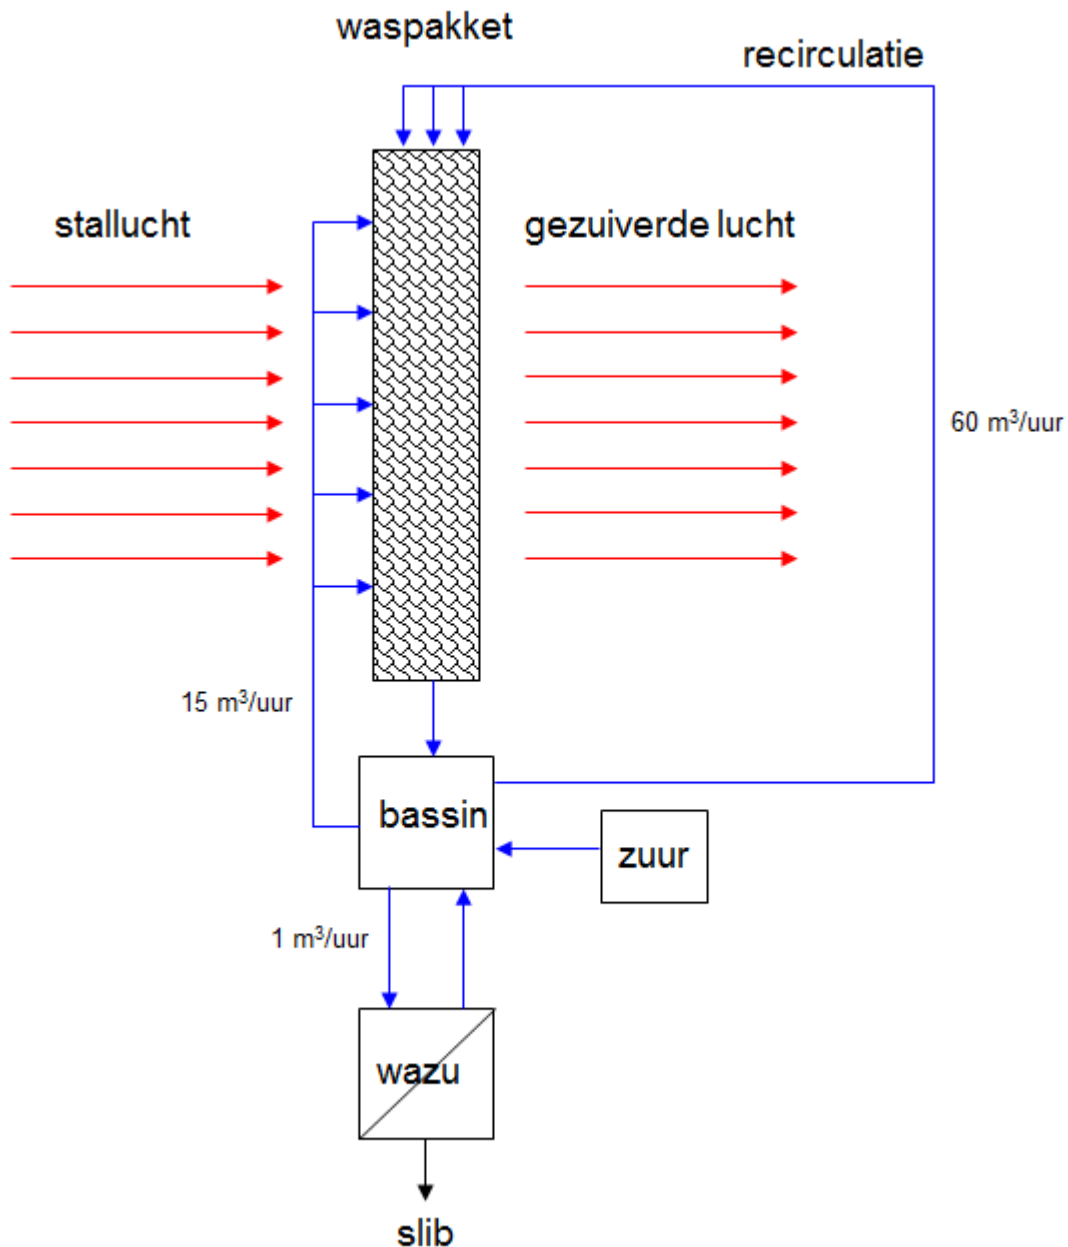 waspakket
recirculatie
stallucht
gezuiverde lucht
60 m³/uur
15 m³/uur
bassin
zuur
1 m³/uur
wazu
slib